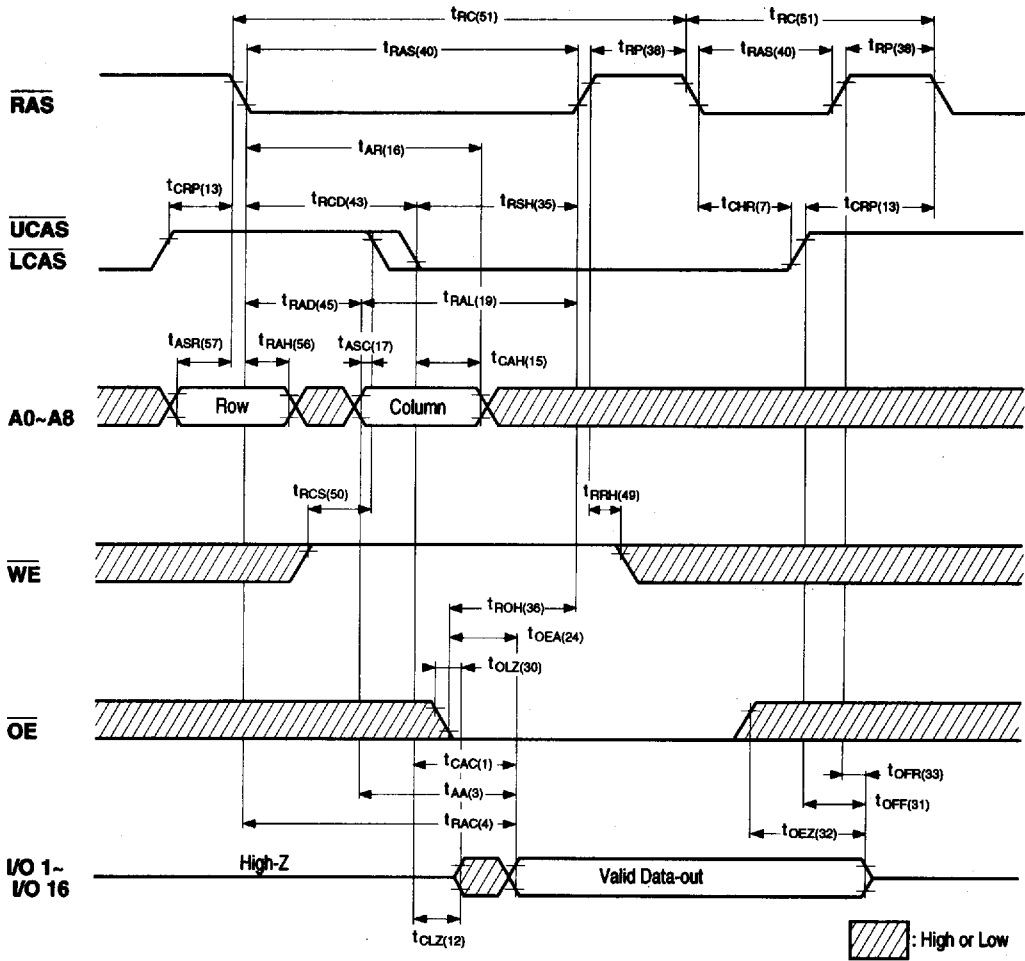 tRC(51) tRC(51)
tRAS(40) tRP(38) tRAS(40) tRP(38)
RAS
tAR(16)
tCRP(13) tRCD(43) tRSH(35) tCHR(7) tCRP(13)
UCAS
LCAS
tRAD(45) tRAL(19)
tASR(57) tRAH(56) tASC(17) tCAH(15)
A0~A8 Row Column
tRCS(50) tRRH(49)
WE
tROH(36)
tOEA(24)
tOLZ(30)
OE
tCAC(1) tOFR(33)
tAA(3) tOFF(31)
tRAC(4) tOEZ(32)
I/O 1~
I/O 16
High-Z Valid Data-out
tCLZ(12)
: High or Low